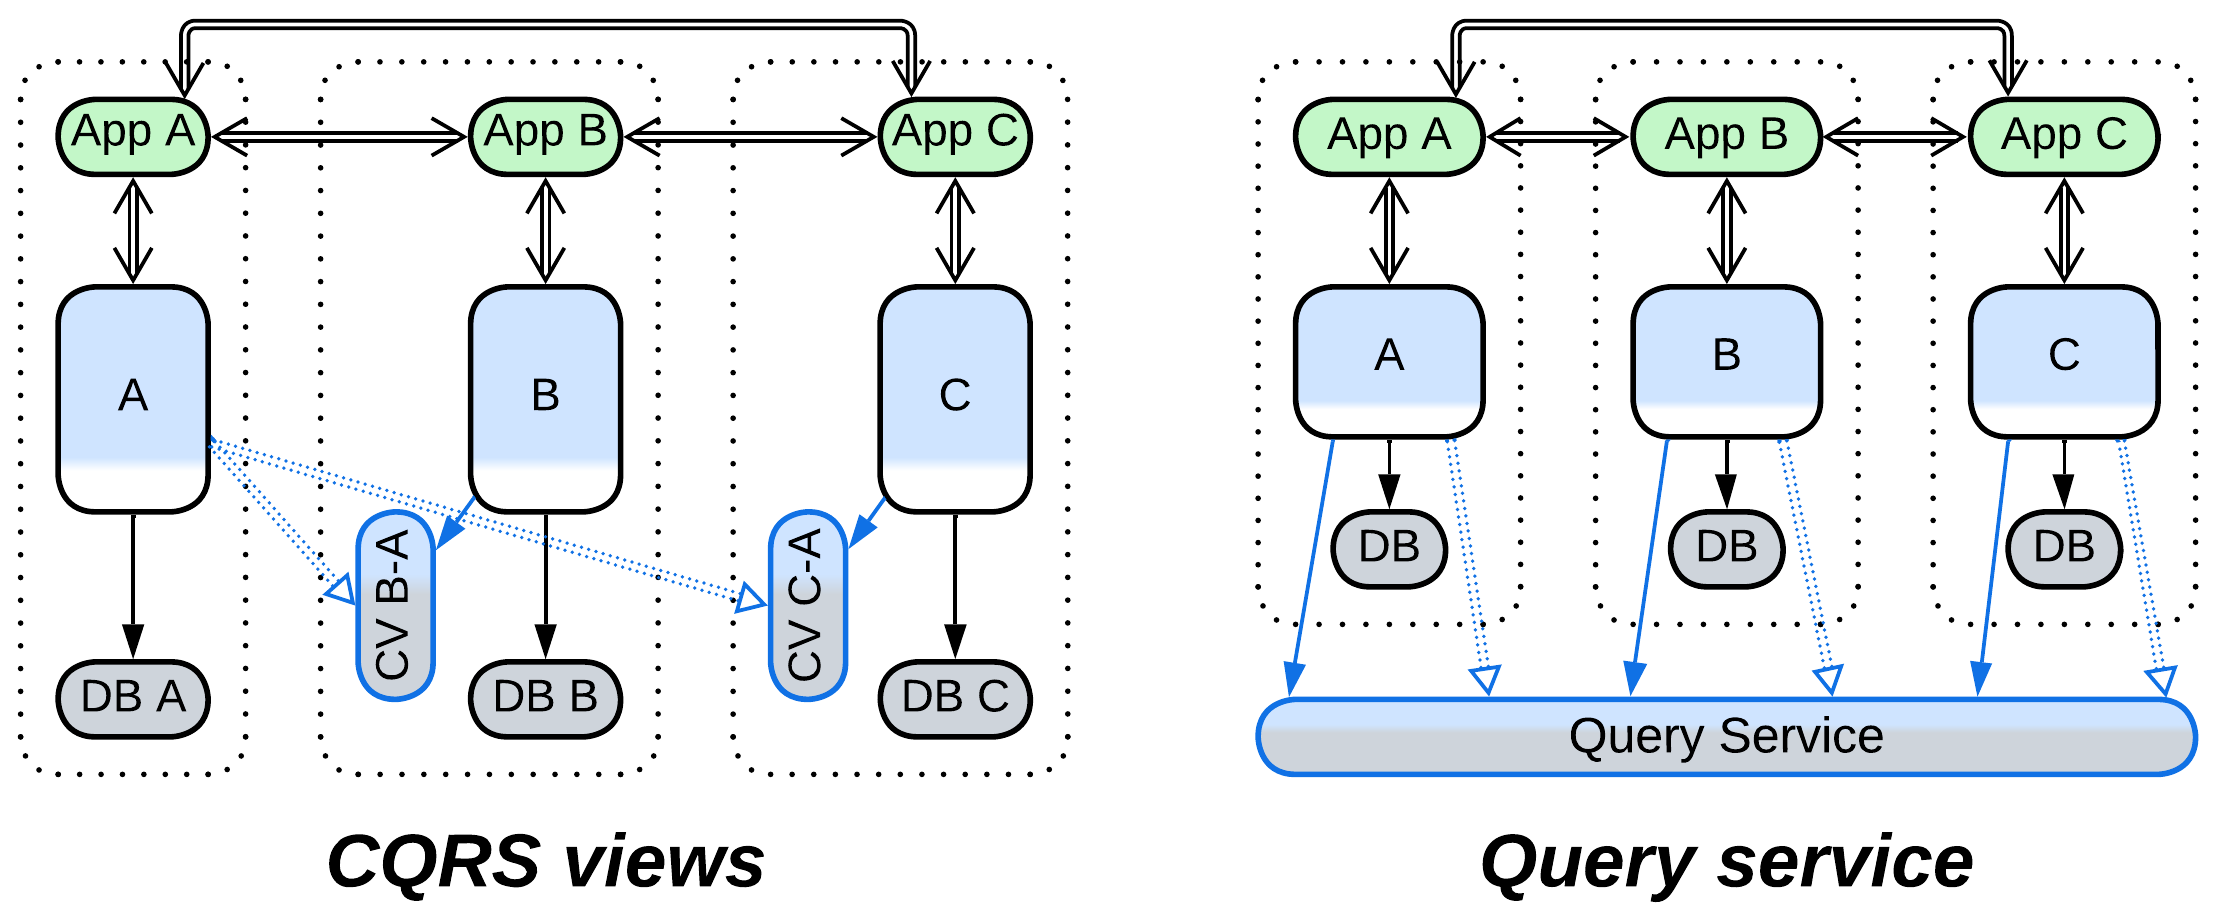 App A
App B
App C
A
B
C
CV B-A
CV C-A
DB A
DB B
DB C
CQRS views
App A
App B
App C
A
B
C
DB
DB
DB
Query Service
Query service